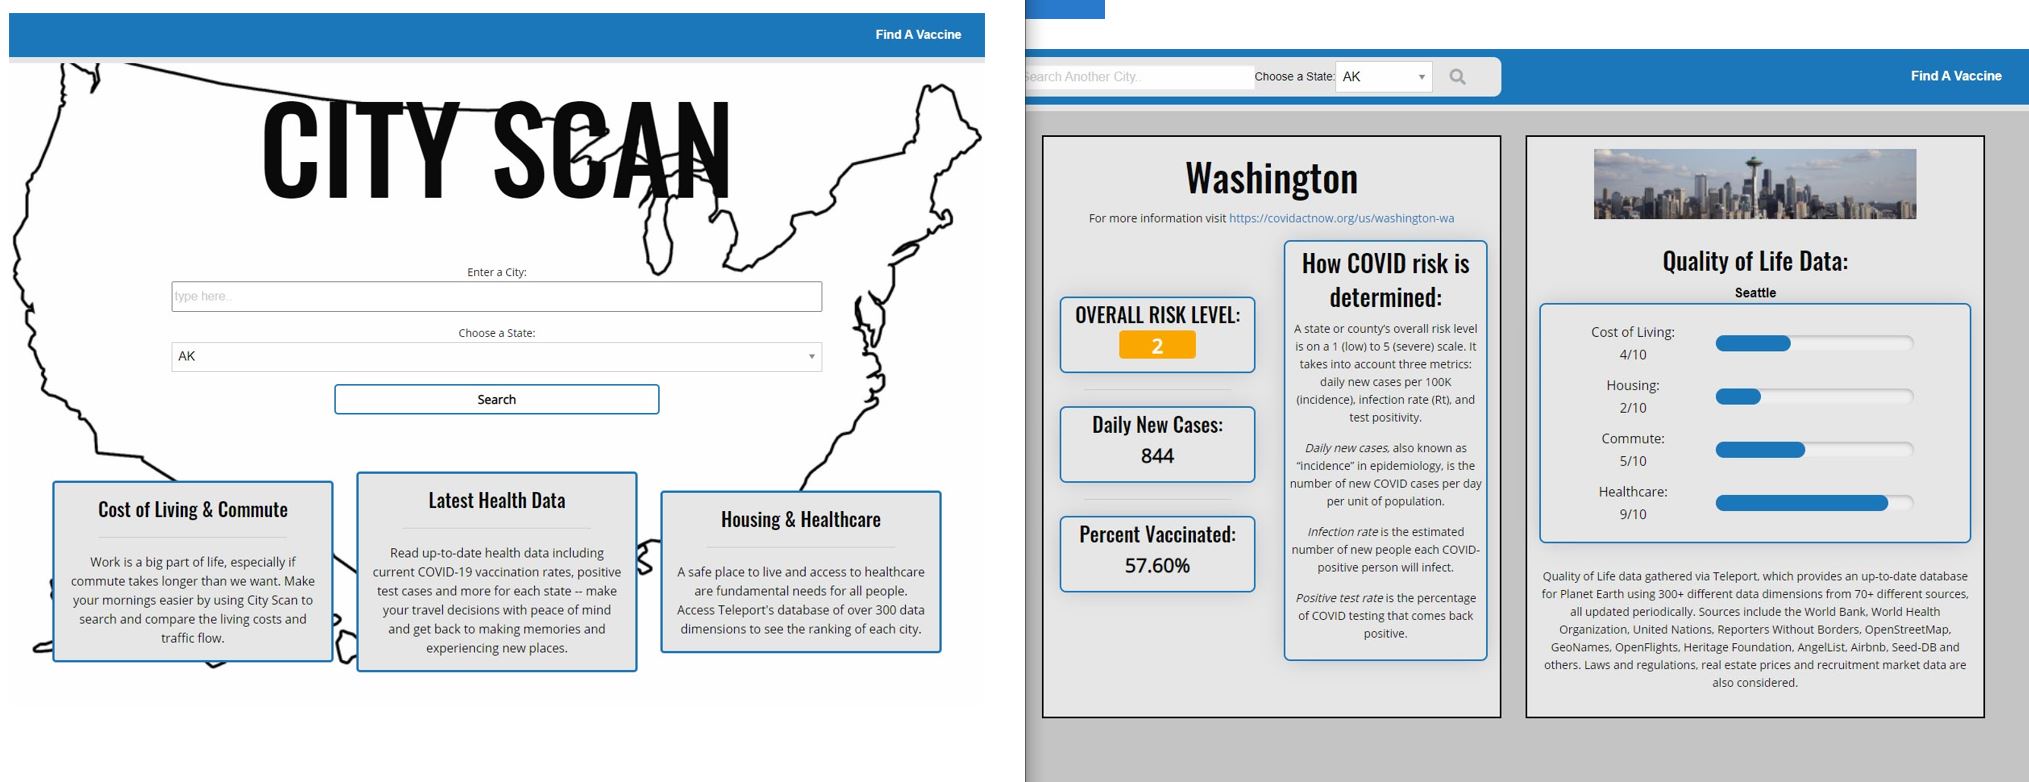 Find A Vaccine
CITY SCAN
Enter a City:
type here..
Choose a State:
AK
Search
Cost of Living & Commute
Work is a big part of life, especially if
commute takes longer than we want. Make
your mornings easier by using City Scan to
search and compare the living costs and
traffic flow.
Latest Health Data
Read up-to-date health data including
current COVID-19 vaccination rates, positive
test cases and more for each state -- make
your travel decisions with peace of mind
and get back to making memories and
experiencing new places.
Housing & Healthcare
A safe place to live and access to healthcare
are fundamental needs for all people.
Access Teleport's database of over 300 data
dimensions to see the ranking of each city.
Search Another City..
Choose a State:
AK
Find A Vaccine
Washington
For more information visit https://covidactnow.org/us/washington-wa
OVERALL RISK LEVEL:
2
Daily New Cases:
844
Percent Vaccinated:
57.60%
How COVID risk is
determined:
A state or county's overall risk level
is on a 1 (low) to 5 (severe) scale. It
takes into account three metrics:
daily new cases per 100K
(incidence), infection rate (Rt), and
test positivity.
Daily new cases, also known as
“incidence” in epidemiology, is the
number of new COVID cases per day
per unit of population.
Infection rate is the estimated
number of new people each COVID-
positive person will infect.
Positive test rate is the percentage
of COVID testing that comes back
positive.
Quality of Life Data:
Seattle
Cost of Living:
4/10
Housing:
2/10
Commute:
5/10
Healthcare:
9/10
Quality of Life data gathered via Teleport, which provides an up-to-date database
for Planet Earth using 300+ different data dimensions from 70+ different sources,
all updated periodically. Sources include the World Bank, World Health
Organization, United Nations, Reporters Without Borders, OpenStreetMap,
GeoNames, OpenFlights, Heritage Foundation, AngelList, Airbnb, Seed-DB and
others. Laws and regulations, real estate prices and recruitment market data are
also considered.